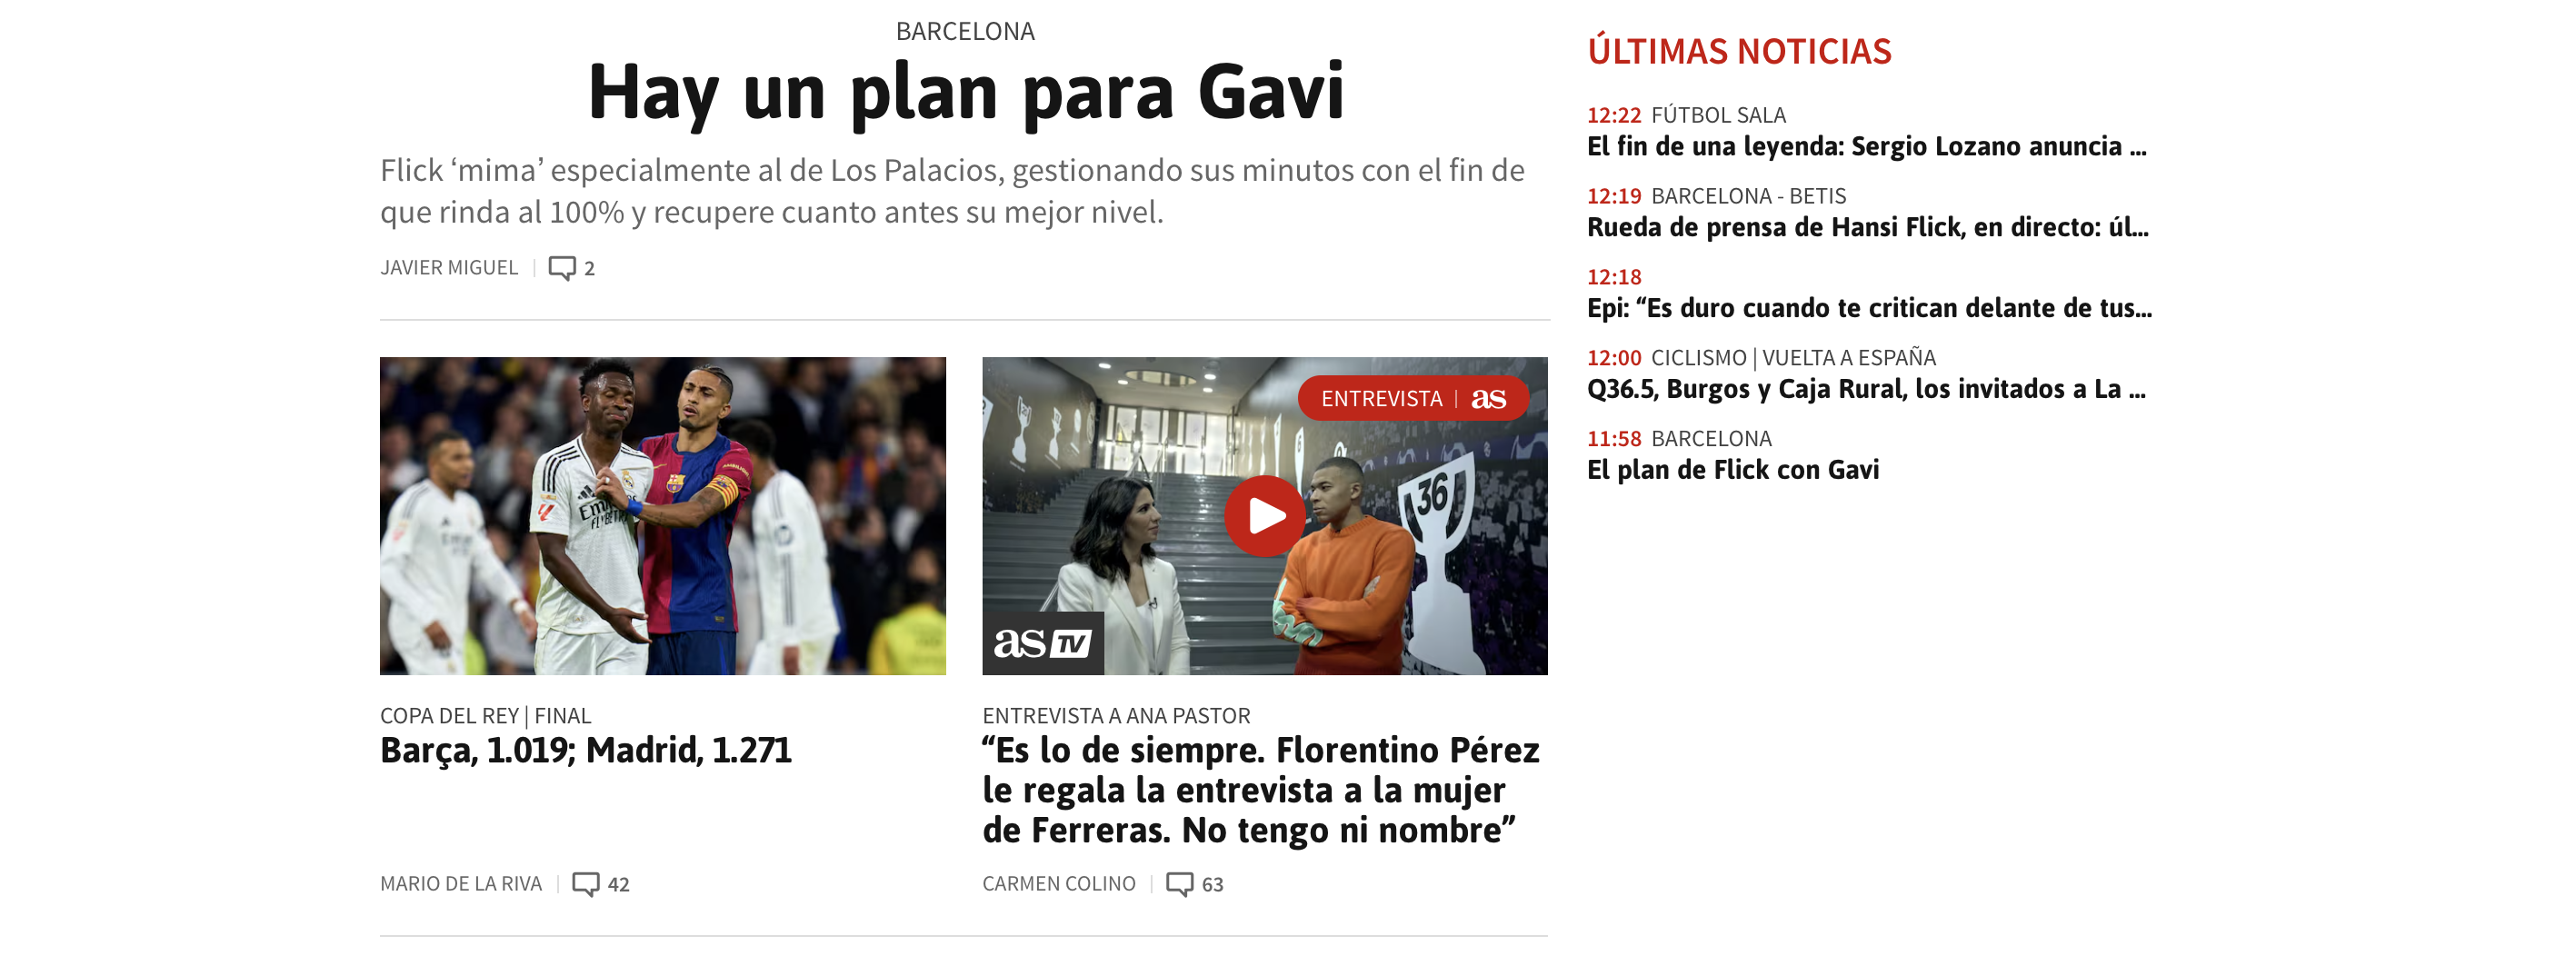 BARCELONA
Hay un plan para Gavi
Flick ‘mima’ especialmente al de Los Palacios, gestionando sus minutos con el fin de
que rinda al 100% y recupere cuanto antes su mejor nivel.
JAVIER MIGUEL | 2
COPA DEL REY | FINAL
Barça, 1.019; Madrid, 1.271
MARIO DE LA RIVA | 42
ENTREVISTA | as
36
as TV
ENTREVISTA A ANA PASTOR
“Es lo de siempre. Florentino Pérez
le regala la entrevista a la mujer
de Ferreras. No tengo ni nombre”
CARMEN COLINO | 63
ÚLTIMAS NOTICIAS
12:22 FÚTBOL SALA
El fin de una leyenda: Sergio Lozano anuncia ...
12:19 BARCELONA - BETIS
Rueda de prensa de Hansi Flick, en directo: úl...
12:18
Epi: “Es duro cuando te critican delante de tus...
12:00 CICLISMO | VUELTA A ESPAÑA
Q36.5, Burgos y Caja Rural, los invitados a La ...
11:58 BARCELONA
El plan de Flick con Gavi